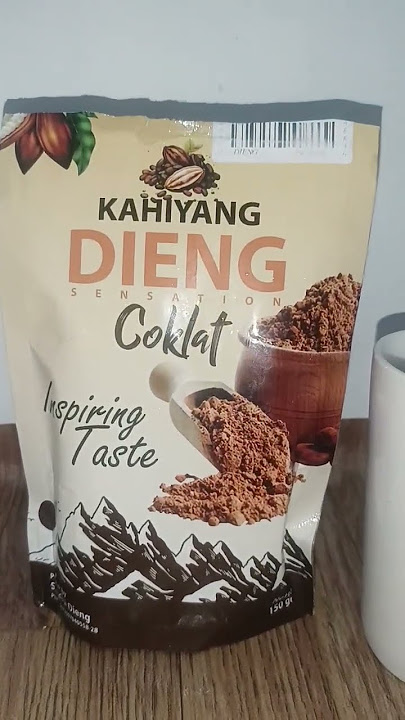 DIENG
KAHIYANG
DIENG
SENSATION
Coklat
Inspiring
Taste
Dieng
150 gr